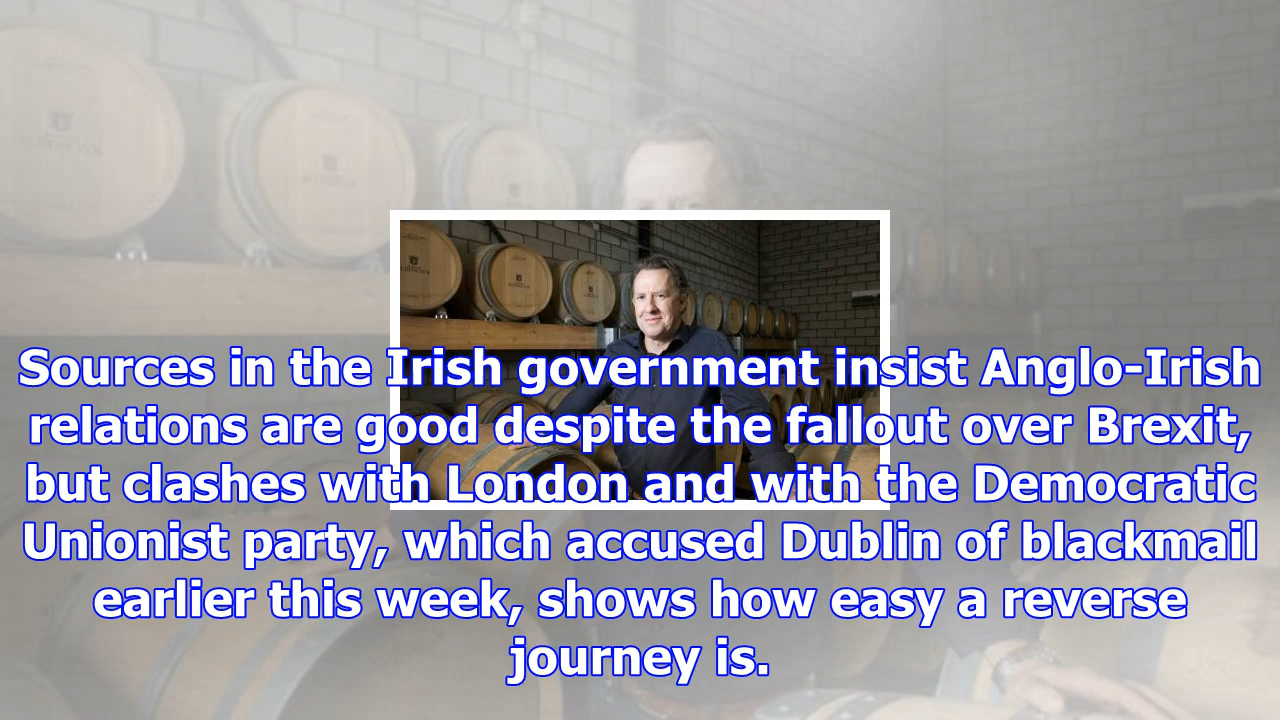 Sources in the Irish government insist Anglo-Irish
relations are good despite the fallout over Brexit,
but clashes with London and with the Democratic
Unionist party, which accused Dublin of blackmail
earlier this week, shows how easy a reverse
journey is.